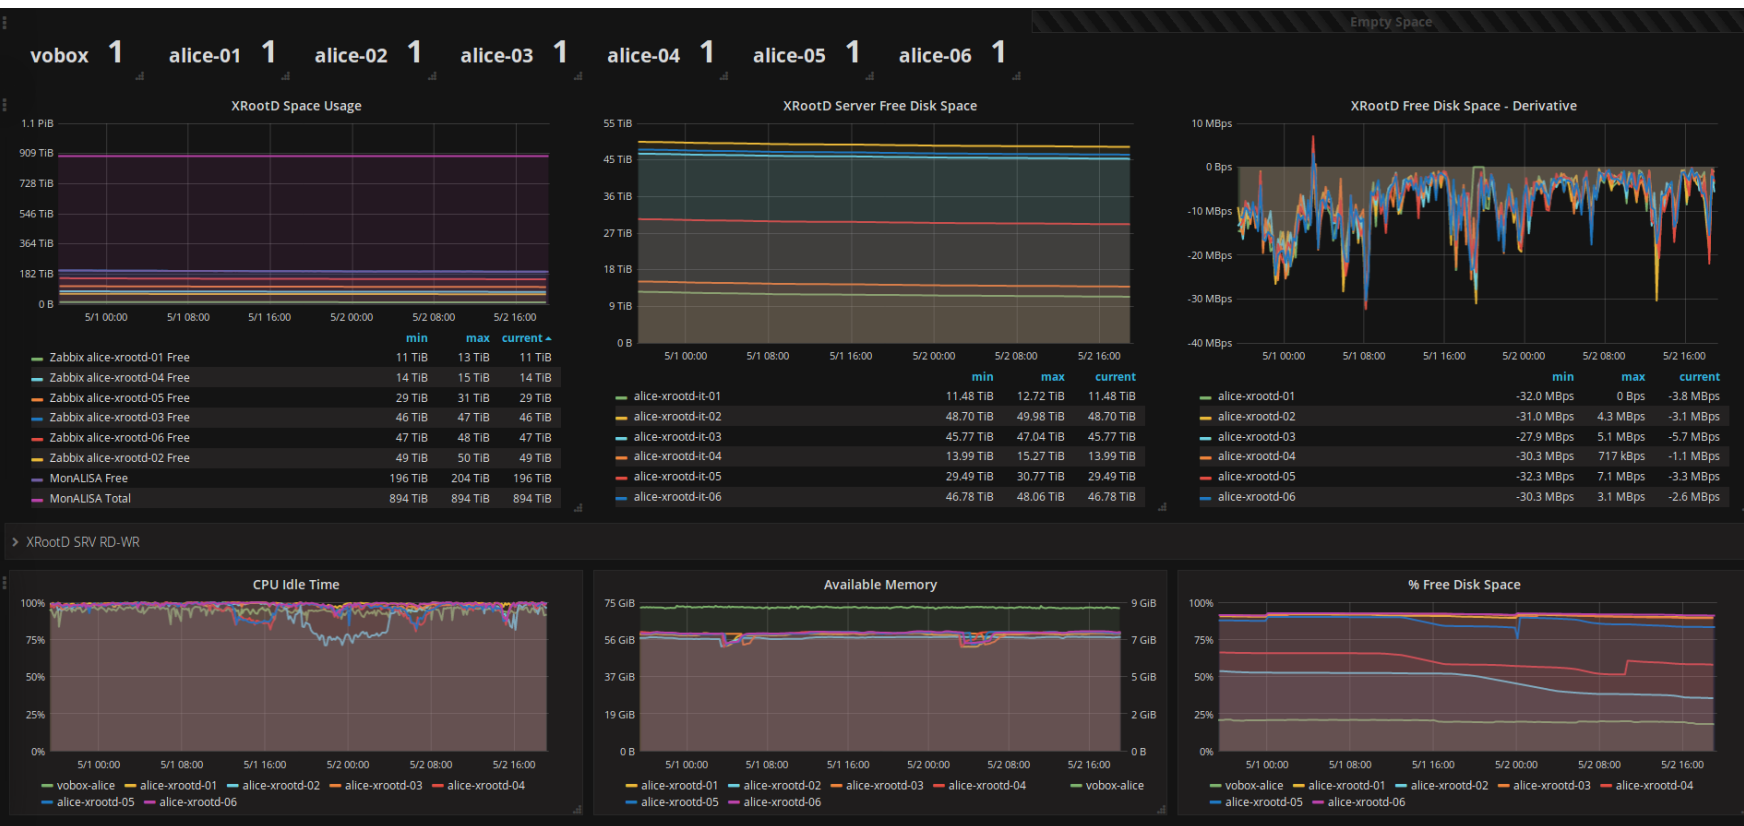 Empty Space
vobox 1 alice-01 1 alice-02 1 alice-03 1 alice-04 1 alice-05 1 alice-06 1
XRootD Space Usage
1.1 PiB
909 TiB
728 TiB
546 TiB
364 TiB
182 TiB
0 B
5/1 00:00 5/1 08:00 5/1 16:00 5/2 00:00 5/2 08:00 5/2 16:00
min max current
Zabbix alice-xrootd-01 Free 11 TiB 13 TiB 11 TiB
Zabbix alice-xrootd-04 Free 14 TiB 15 TiB 14 TiB
Zabbix alice-xrootd-05 Free 29 TiB 31 TiB 29 TiB
Zabbix alice-xrootd-03 Free 46 TiB 47 TiB 46 TiB
Zabbix alice-xrootd-06 Free 47 TiB 48 TiB 47 TiB
Zabbix alice-xrootd-02 Free 49 TiB 50 TiB 49 TiB
MonALISA Free 196 TiB 204 TiB 196 TiB
MonALISA Total 894 TiB 894 TiB 894 TiB
XRootD Server Free Disk Space
55 TiB
45 TiB
36 TiB
27 TiB
18 TiB
9 TiB
0 B
5/1 00:00 5/1 08:00 5/1 16:00 5/2 00:00 5/2 08:00 5/2 16:00
min max current
alice-xrootd-it-01 11.48 TiB 12.72 TiB 11.48 TiB
alice-xrootd-it-02 48.70 TiB 49.98 TiB 48.70 TiB
alice-xrootd-it-03 45.77 TiB 47.04 TiB 45.77 TiB
alice-xrootd-it-04 13.99 TiB 15.27 TiB 13.99 TiB
alice-xrootd-it-05 29.49 TiB 30.77 TiB 29.49 TiB
alice-xrootd-it-06 46.78 TiB 48.06 TiB 46.78 TiB
XRootD Free Disk Space - Derivative
10 MBps
0 Bps
-10 MBps
-20 MBps
-30 MBps
-40 MBps
5/1 00:00 5/1 08:00 5/1 16:00 5/2 00:00 5/2 08:00 5/2 16:00
min max current
alice-xrootd-01 -32.0 MBps 0 Bps -3.8 MBps
alice-xrootd-02 -31.0 MBps 4.3 MBps -3.1 MBps
alice-xrootd-03 -27.9 MBps 5.1 MBps -5.7 MBps
alice-xrootd-04 -30.3 MBps 717 kBps -1.1 MBps
alice-xrootd-05 -32.3 MBps 7.1 MBps -3.3 MBps
alice-xrootd-06 -30.3 MBps 3.1 MBps -2.6 MBps
XRootD SRV RD-WR
CPU Idle Time
100%
75%
50%
25%
0%
5/1 00:00 5/1 08:00 5/1 16:00 5/2 00:00 5/2 08:00 5/2 16:00
vobox-alice alice-xrootd-01 alice-xrootd-02 alice-xrootd-03 alice-xrootd-04
alice-xrootd-05 alice-xrootd-06
Available Memory
75 GiB 9 GiB
56 GiB 7 GiB
37 GiB 5 GiB
19 GiB 2 GiB
0 B 0 B
5/1 00:00 5/1 08:00 5/1 16:00 5/2 00:00 5/2 08:00 5/2 16:00
alice-xrootd-01 alice-xrootd-02 alice-xrootd-03 alice-xrootd-04 vobox-alice
alice-xrootd-05 alice-xrootd-06
% Free Disk Space
100%
75%
50%
25%
0%
5/1 00:00 5/1 08:00 5/1 16:00 5/2 00:00 5/2 08:00 5/2 16:00
vobox-alice alice-xrootd-01 alice-xrootd-02 alice-xrootd-03 alice-xrootd-04
alice-xrootd-05 alice-xrootd-06